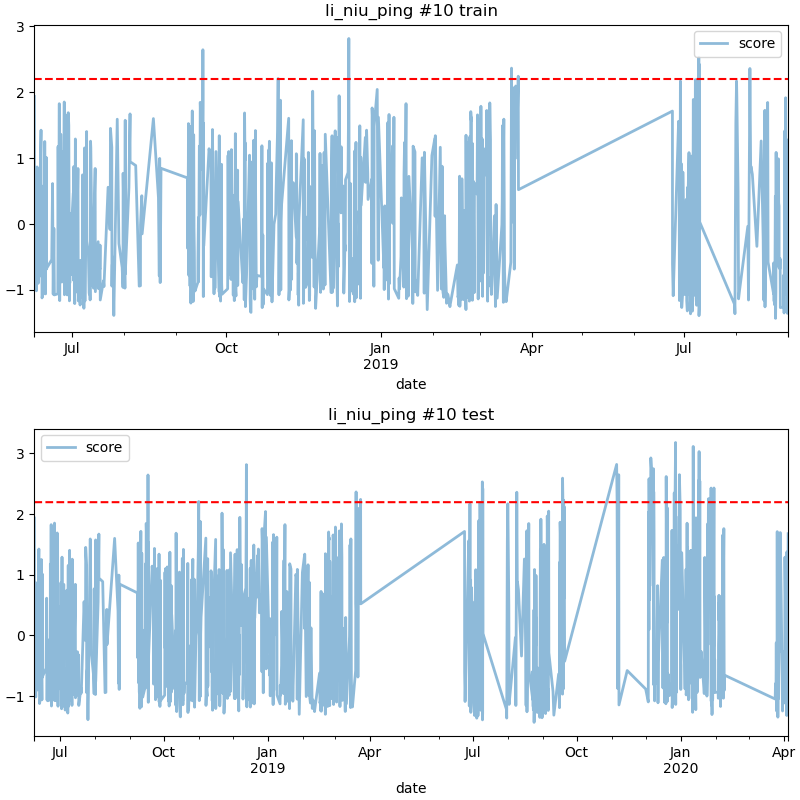 li_niu_ping #10 train
3
2
1
0
−1
score
Jul
Oct
Jan
2019
Apr
Jul
date
li_niu_ping #10 test
3
2
1
0
−1
score
Jul
Oct
Jan
2019
Apr
Jul
Oct
Jan
2020
Apr
date